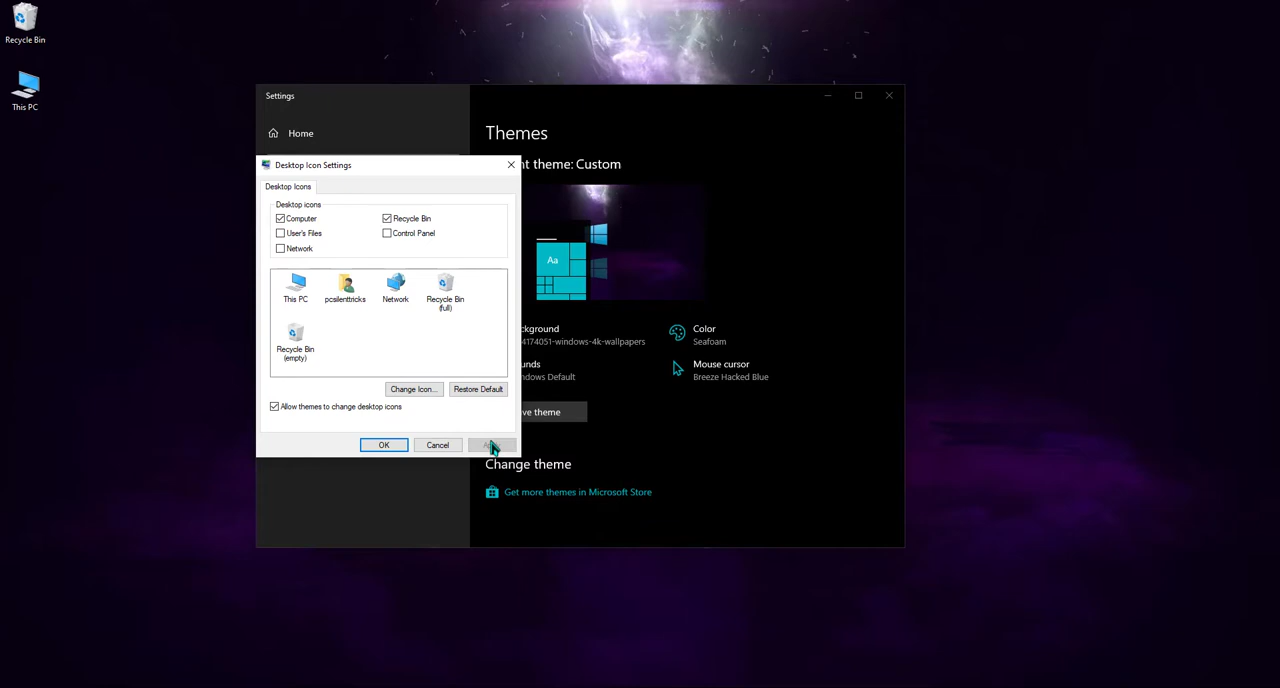 Recycle Bin
This PC
Settings
Home
Themes
nt theme: Custom
Aa
ckground
4174051-windows-4k-wallpapers
Color
Seafoam
unds
ndows Default
Mouse cursor
Breeze Hacked Blue
ve theme
Change theme
Get more themes in Microsoft Store
Desktop Icon Settings
Desktop Icons
Desktop icons
Computer
Recycle Bin
User's Files
Control Panel
Network
This PC
pcsilenttricks
Network
Recycle Bin
(full)
Recycle Bin
(empty)
Change Icon...
Restore Default
Allow themes to change desktop icons
OK
Cancel